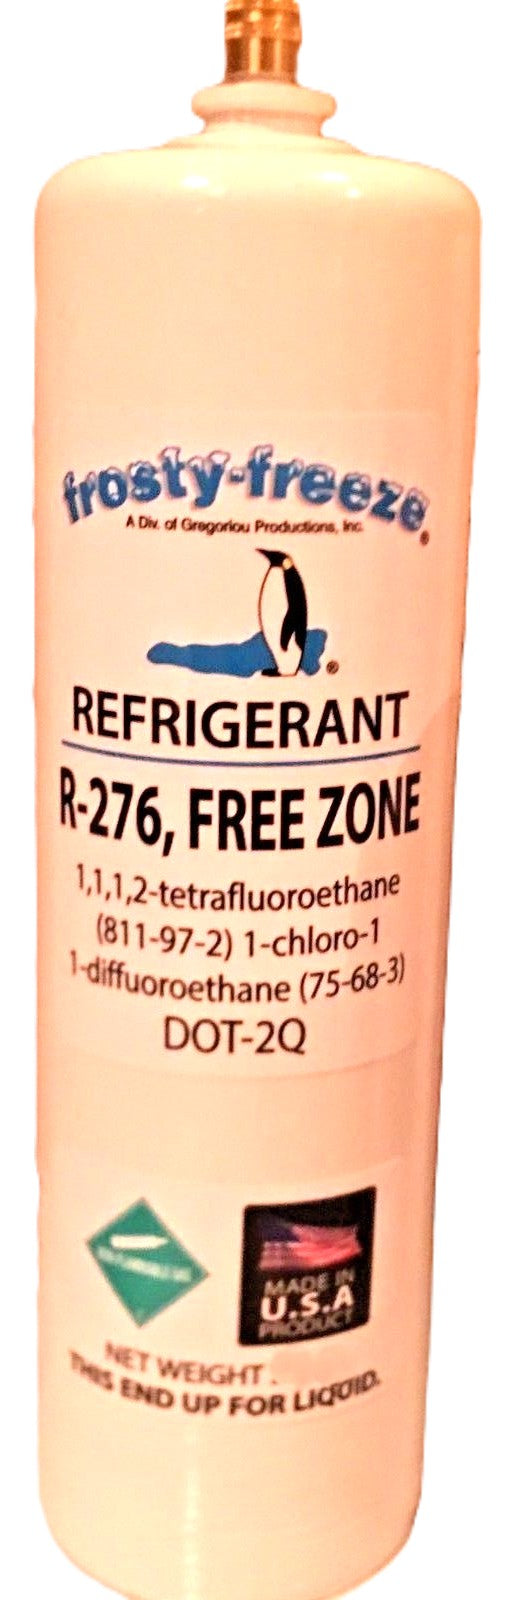 frosty-freeze®
A Div. of Gregoriou Productions, Inc.
®
REFRIGERANT
R-276, FREE ZONE
1,1,1,2-tetrafluoroethane
(811-97-2) 1-chloro-1
1-diffuoroethane (75-68-3)
DOT-2Q
MADE IN
U.S.A
PRODUCT
NET WEIGHT .
THIS END UP FOR LIQUID.